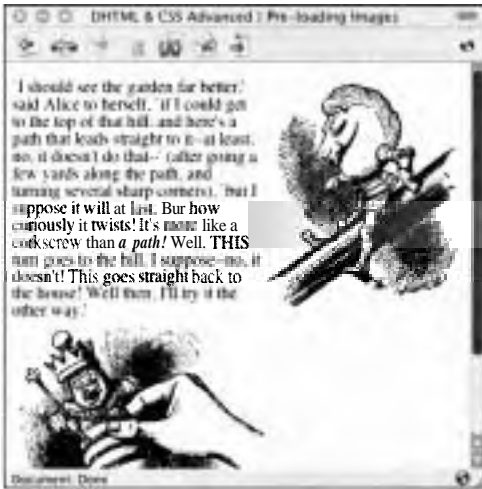 DHTML & CSS Advanced : Pre-loading Images
'I should see the garden far better,'
said Alice to herself, 'if I could get
to the top of that hill, and here's a
path that leads straight to it--at least,
no, it doesn't do that--' (after going a
few yards along the path, and
turning several sharp corners), 'but I
suppose it will at last. Bur how
curiously it twists! It's more like a
corkscrew than a path! Well, THIS
turn goes to the hill, I suppose--no, it
doesn't! This goes straight back to
the house! Well then, I'll try it the
other way.'
Document: Done